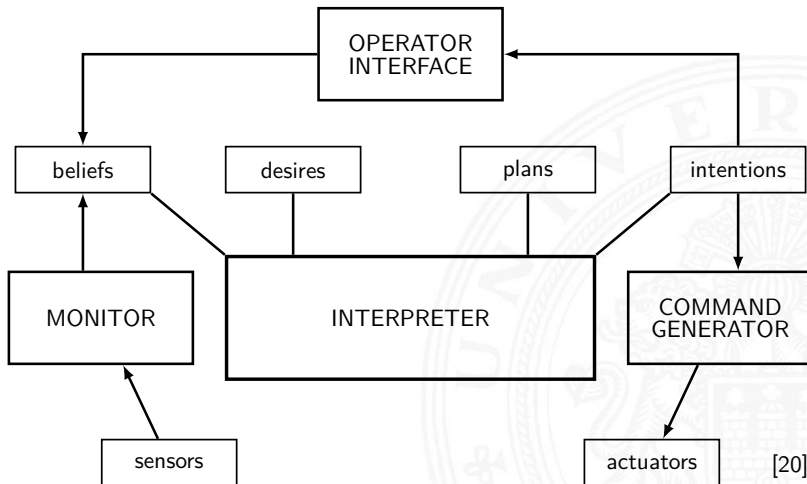 OPERATOR
INTERFACE
beliefs
desires
plans
intentions
MONITOR
INTERPRETER
COMMAND
GENERATOR
sensors
actuators
[20]
U N I V E R